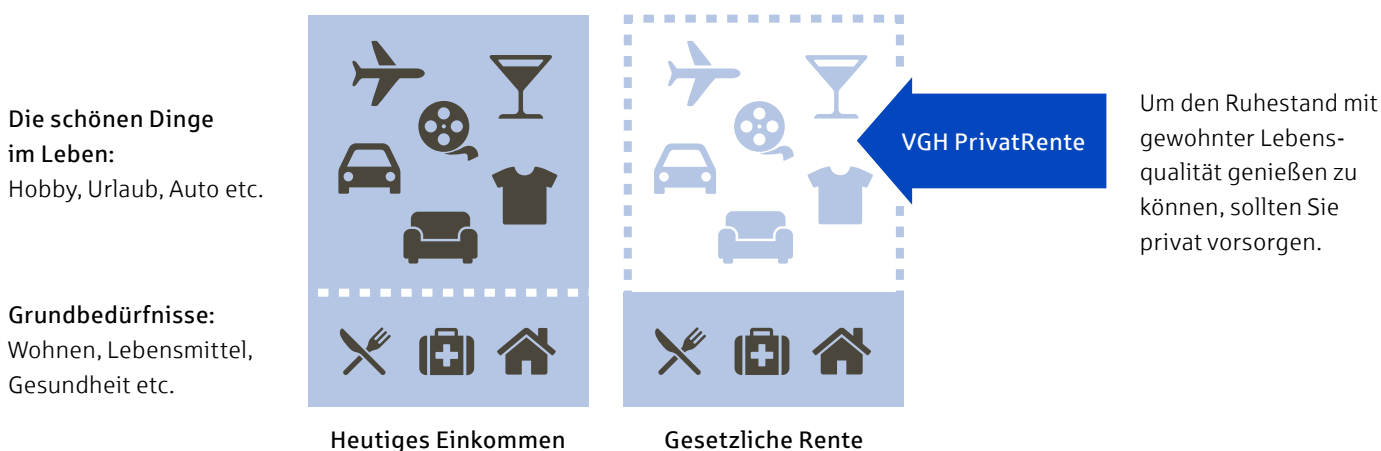 Die schönen Dinge
im Leben:
Hobby, Urlaub, Auto etc.
Grundbedürfnisse:
Wohnen, Lebensmittel,
Gesundheit etc.
Heutiges Einkommen
Gesetzliche Rente
VGH PrivatRente
Um den Ruhestand mit
gewohnter Lebens-
qualität genießen zu
können, sollten Sie
privat vorsorgen.